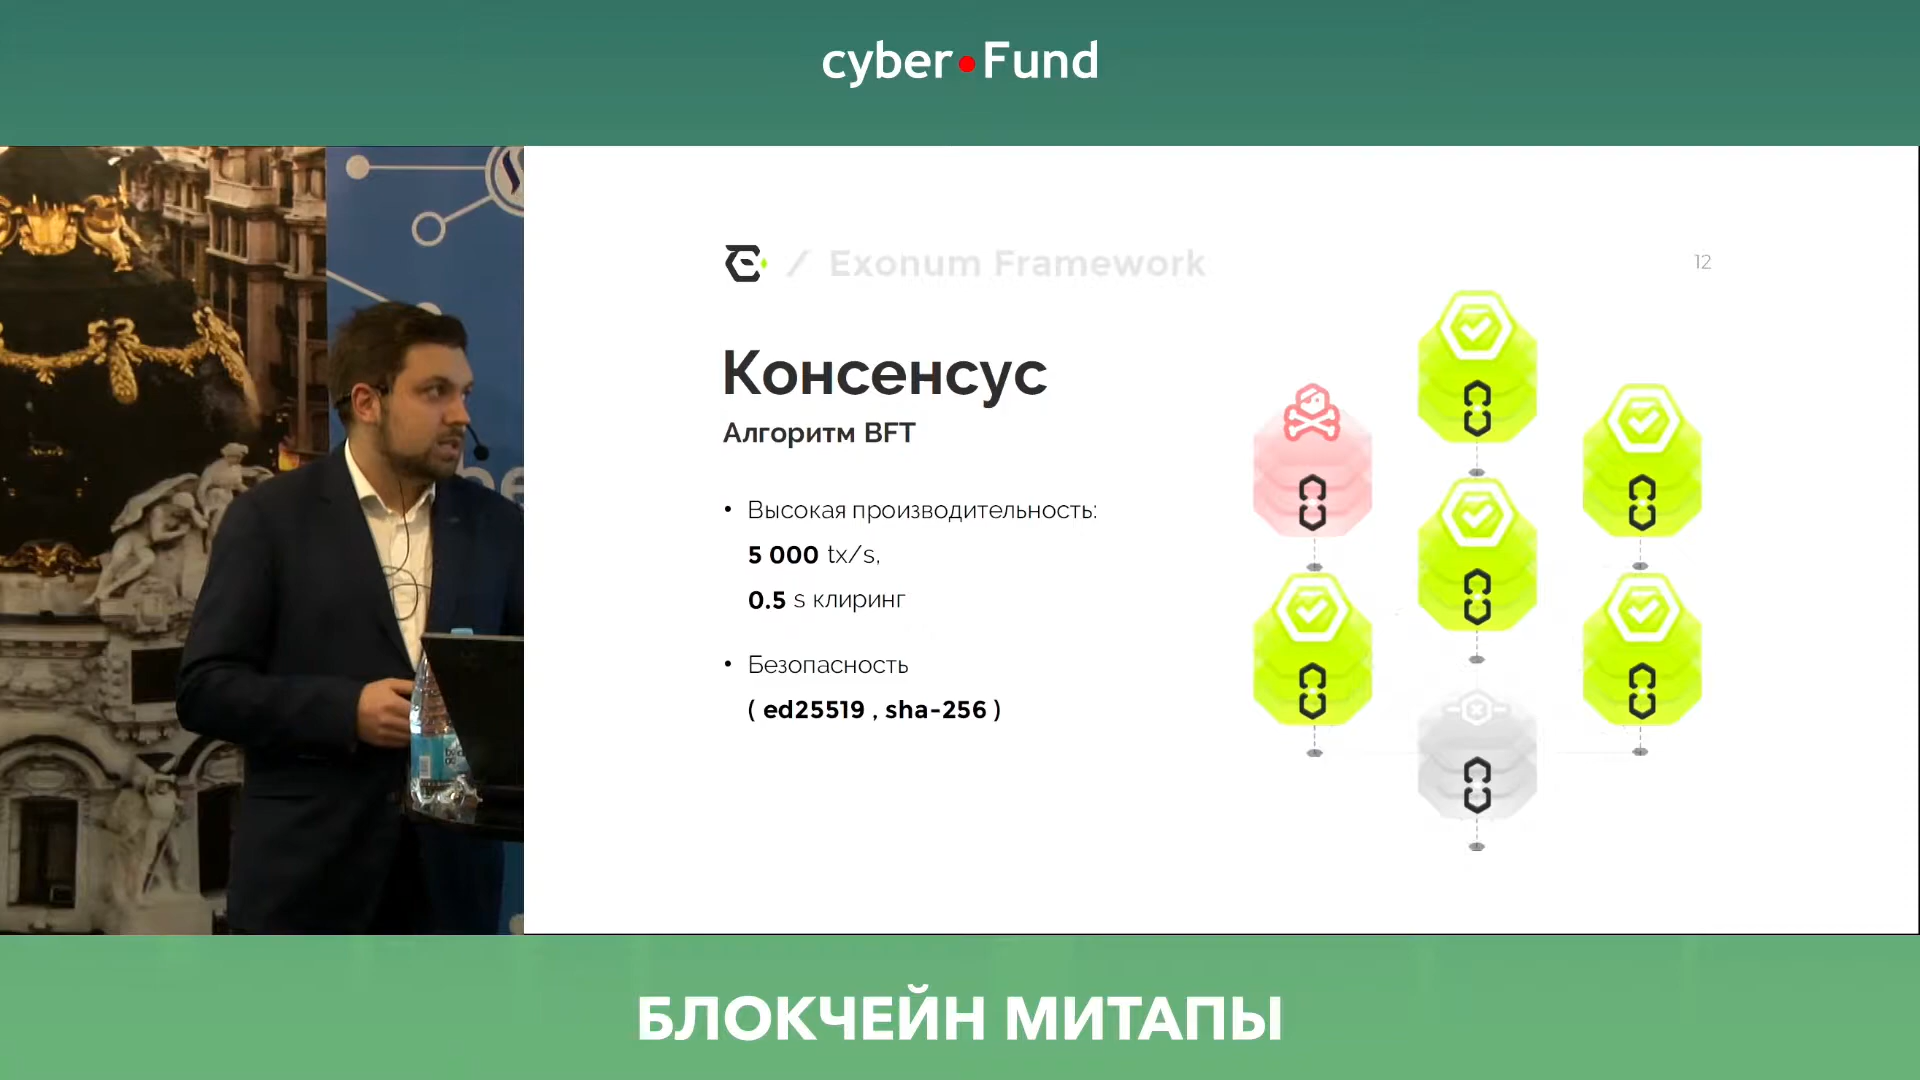 cyber•Fund
/ Exonum Framework
12
Консенсус
Алгоритм BFT
• Высокая производительность:
5 000 tx/s,
0.5 s клиринг
• Безопасность
( ed25519 , sha-256 )
БЛОКЧЕЙН МИТАПЫ